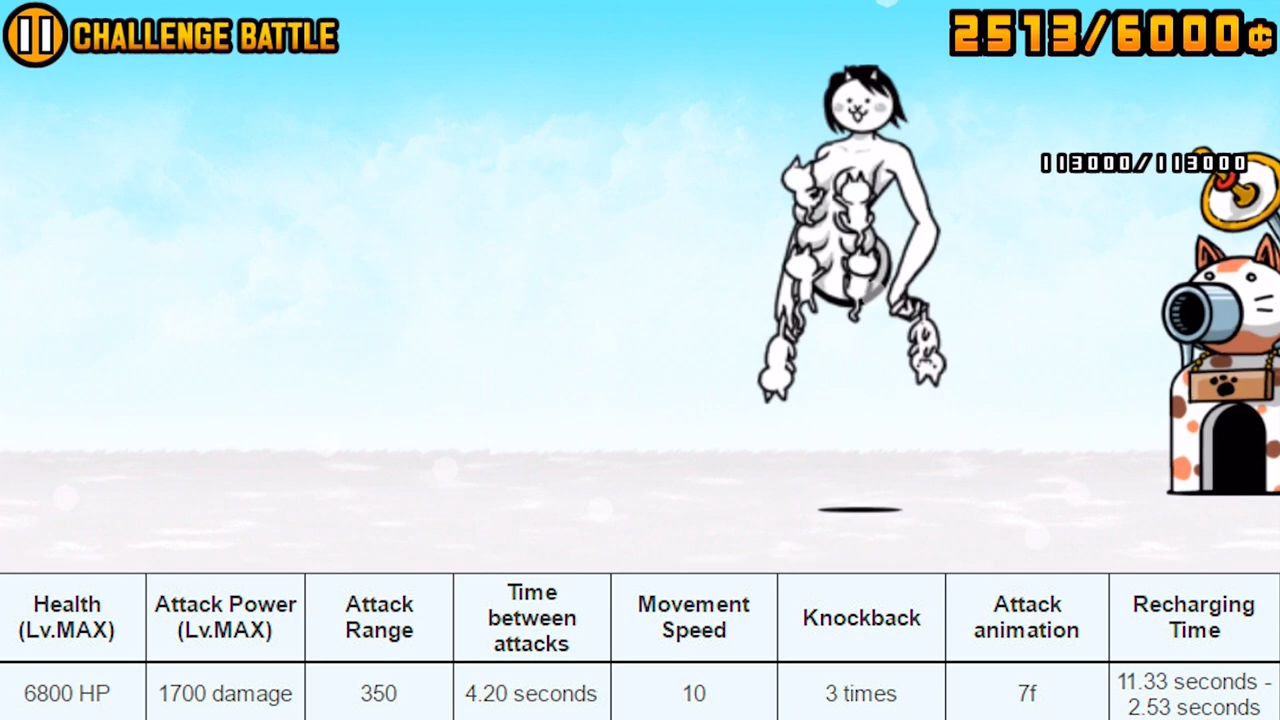 CHALLENGE BATTLE
2513/6000¢
113000/113000
Health (Lv.MAX)
Attack Power (Lv.MAX)
Attack Range
Time between attacks
Movement Speed
Knockback
Attack animation
Recharging Time
6800 HP
1700 damage
350
4.20 seconds
10
3 times
7f
11.33 seconds - 2.53 seconds